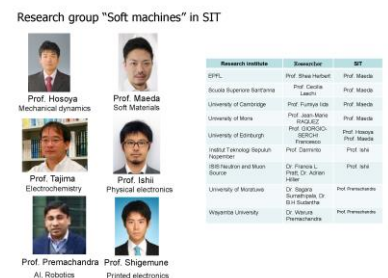 Research group “Soft machines” in SIT
Prof. Hosoya
Mechanical dynamics
Prof. Maeda
Soft Materials
Prof. Tajima
Electrochemistry
Prof. Ishii
Physical electronics
Prof. Premachandra
AI, Robotics
Prof. Shigemune
Printed electronics
Research institute Researcher SIT
EPFL Prof. Shea Herbert Prof. Maeda
Scuola Superiore Sant'anna Prof. Cecilia Laschi Prof. Maeda
University of Cambridge Prof. Fumiya Iida Prof. Maeda
University of Mons Prof. Jean-Marie RAQUEZ Prof. Maeda
University of Edinburgh Prof. GIORGIO-SERCHI Francesco Prof. Hosoya Prof. Maeda
Institut Teknologi Sepuluh Nopember Prof. Darminto Prof. Ishii
ISIS Neutron and Muon Source Dr. Francis L. Pratt, Dr. Adrian Hillier Prof. Ishii
University of Moratuwa Dr. Sagara Sumathipala, Dr. B.H Sudantha Prof. Premachandra
Wayamba University Dr. Waruna Premachandra Prof. Premachandra